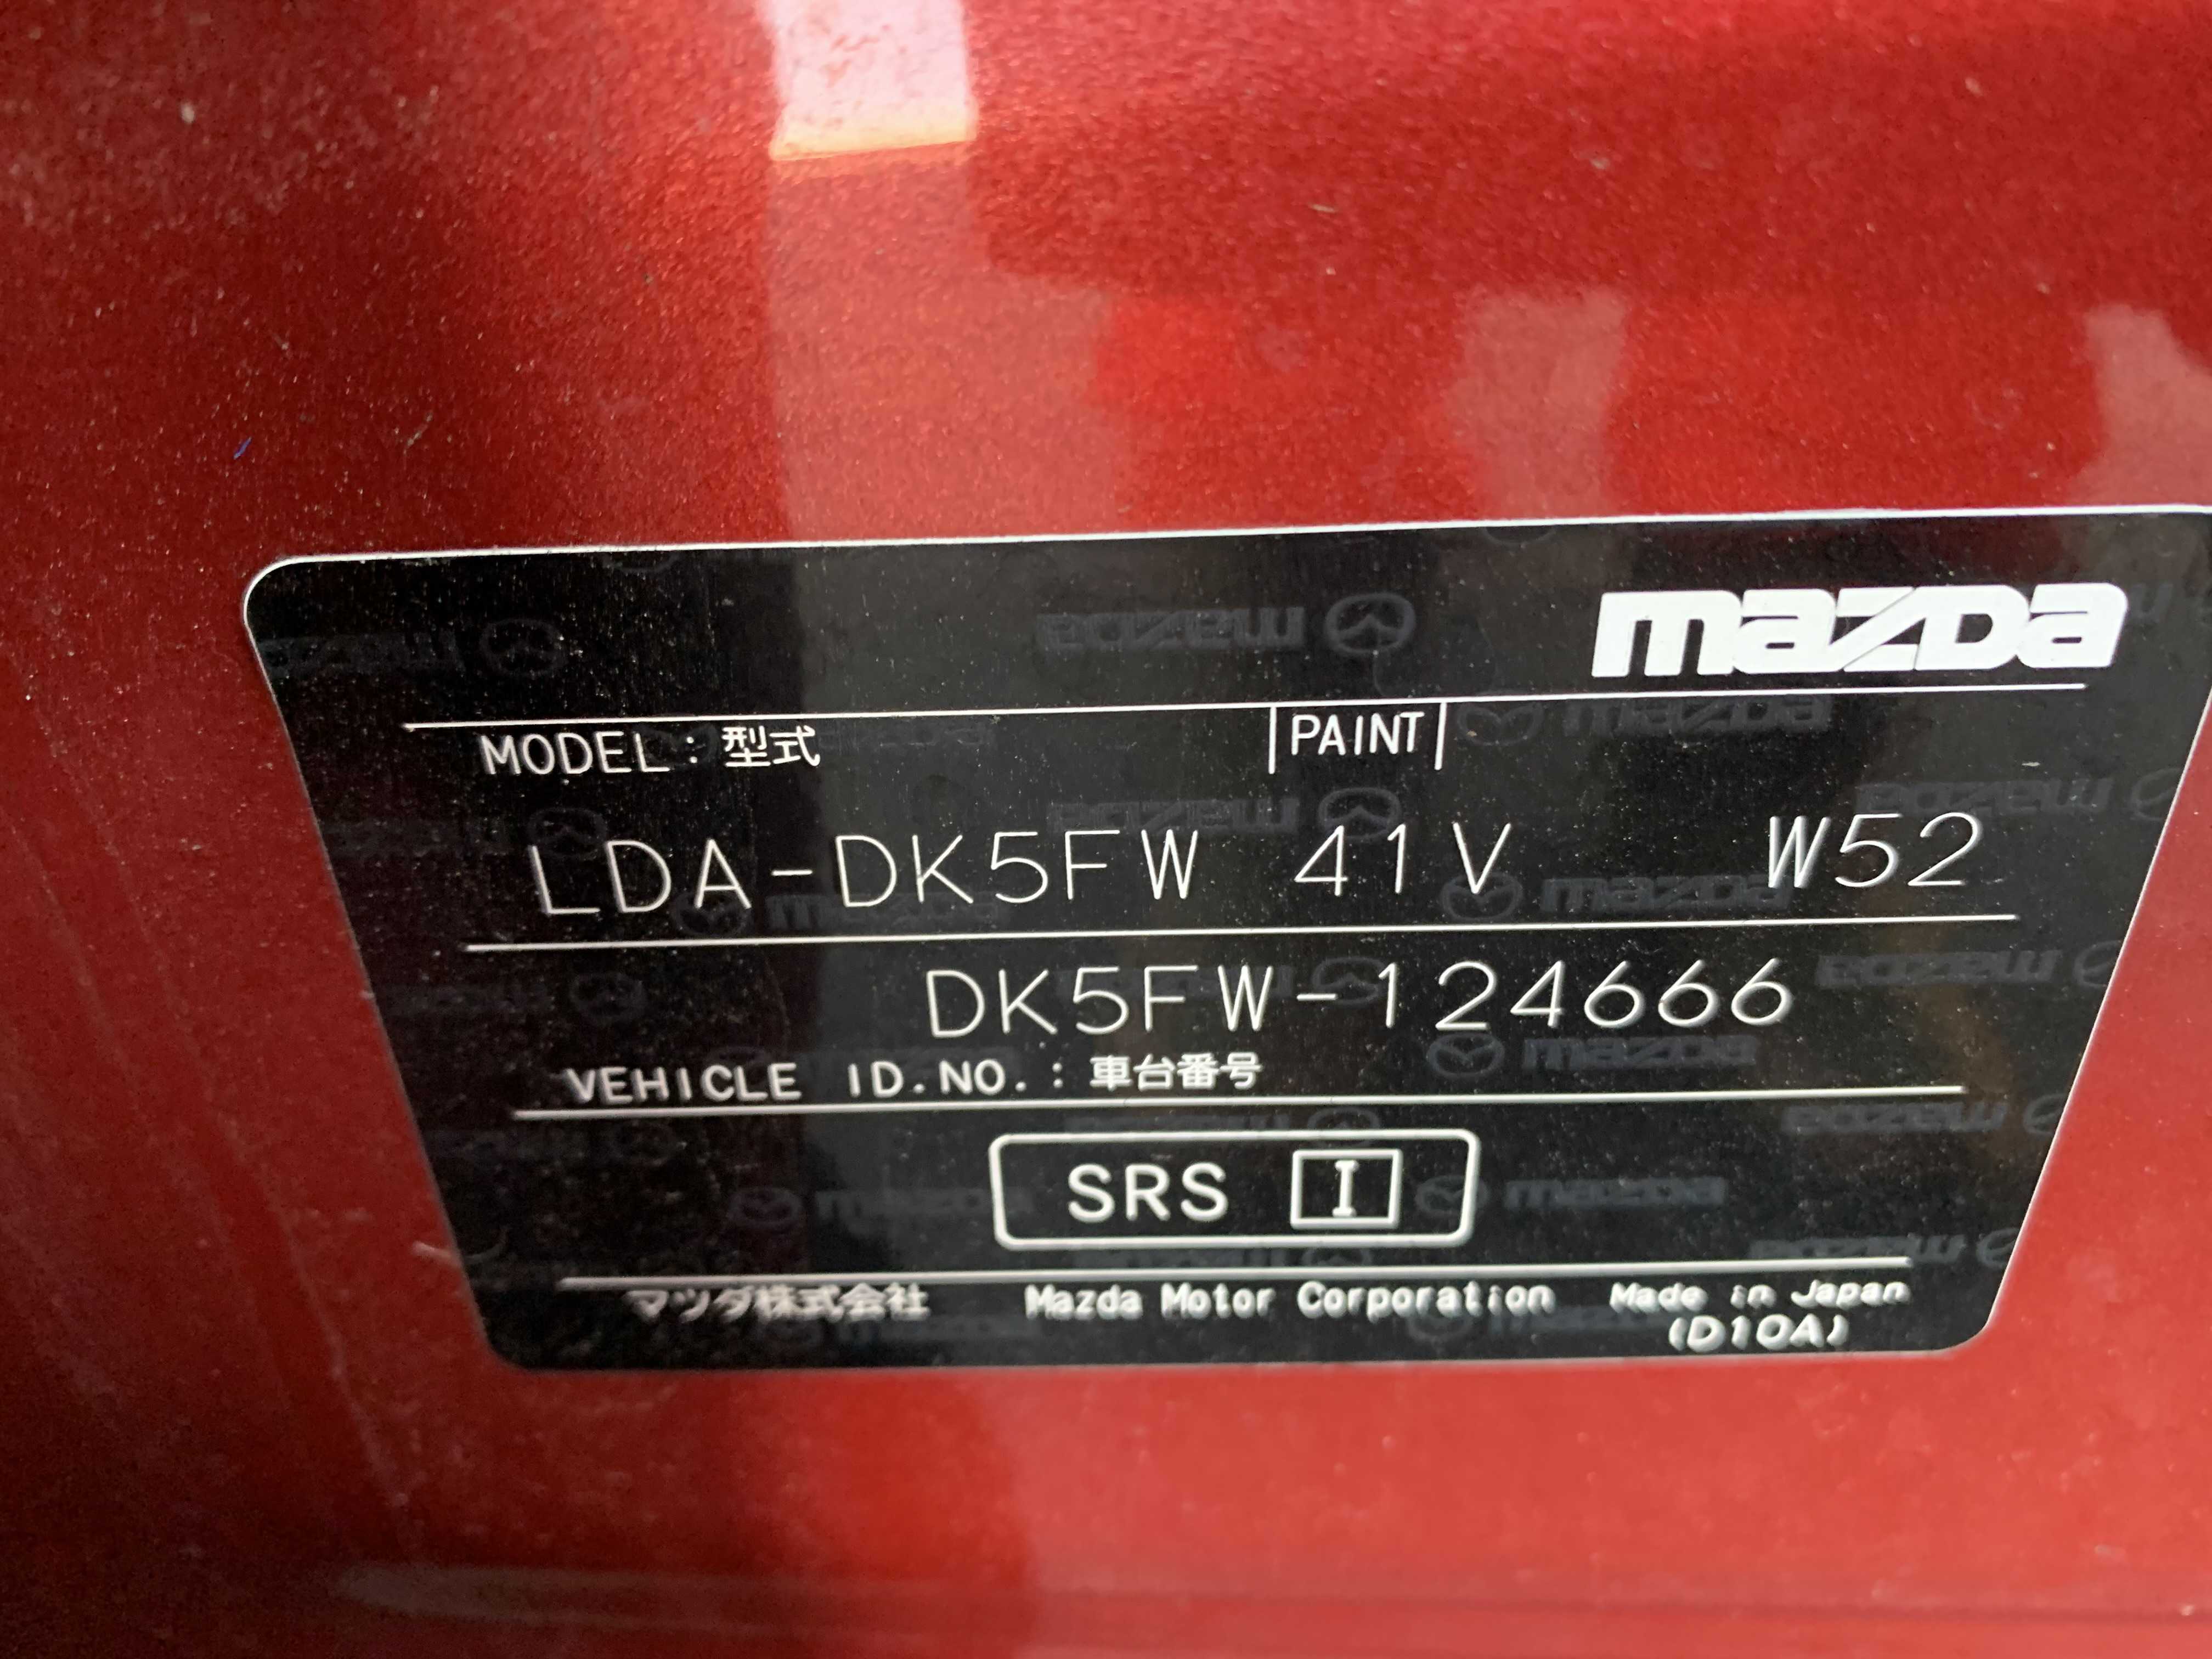 mazda
MODEL : 型式 PAINT
LDA-DK5FW 41V W52
DK5FW-124666
VEHICLE ID.NO. : 車台番号
SRS I
マツダ株式会社 Mazda Motor Corporation Made in Japan
(D10A)